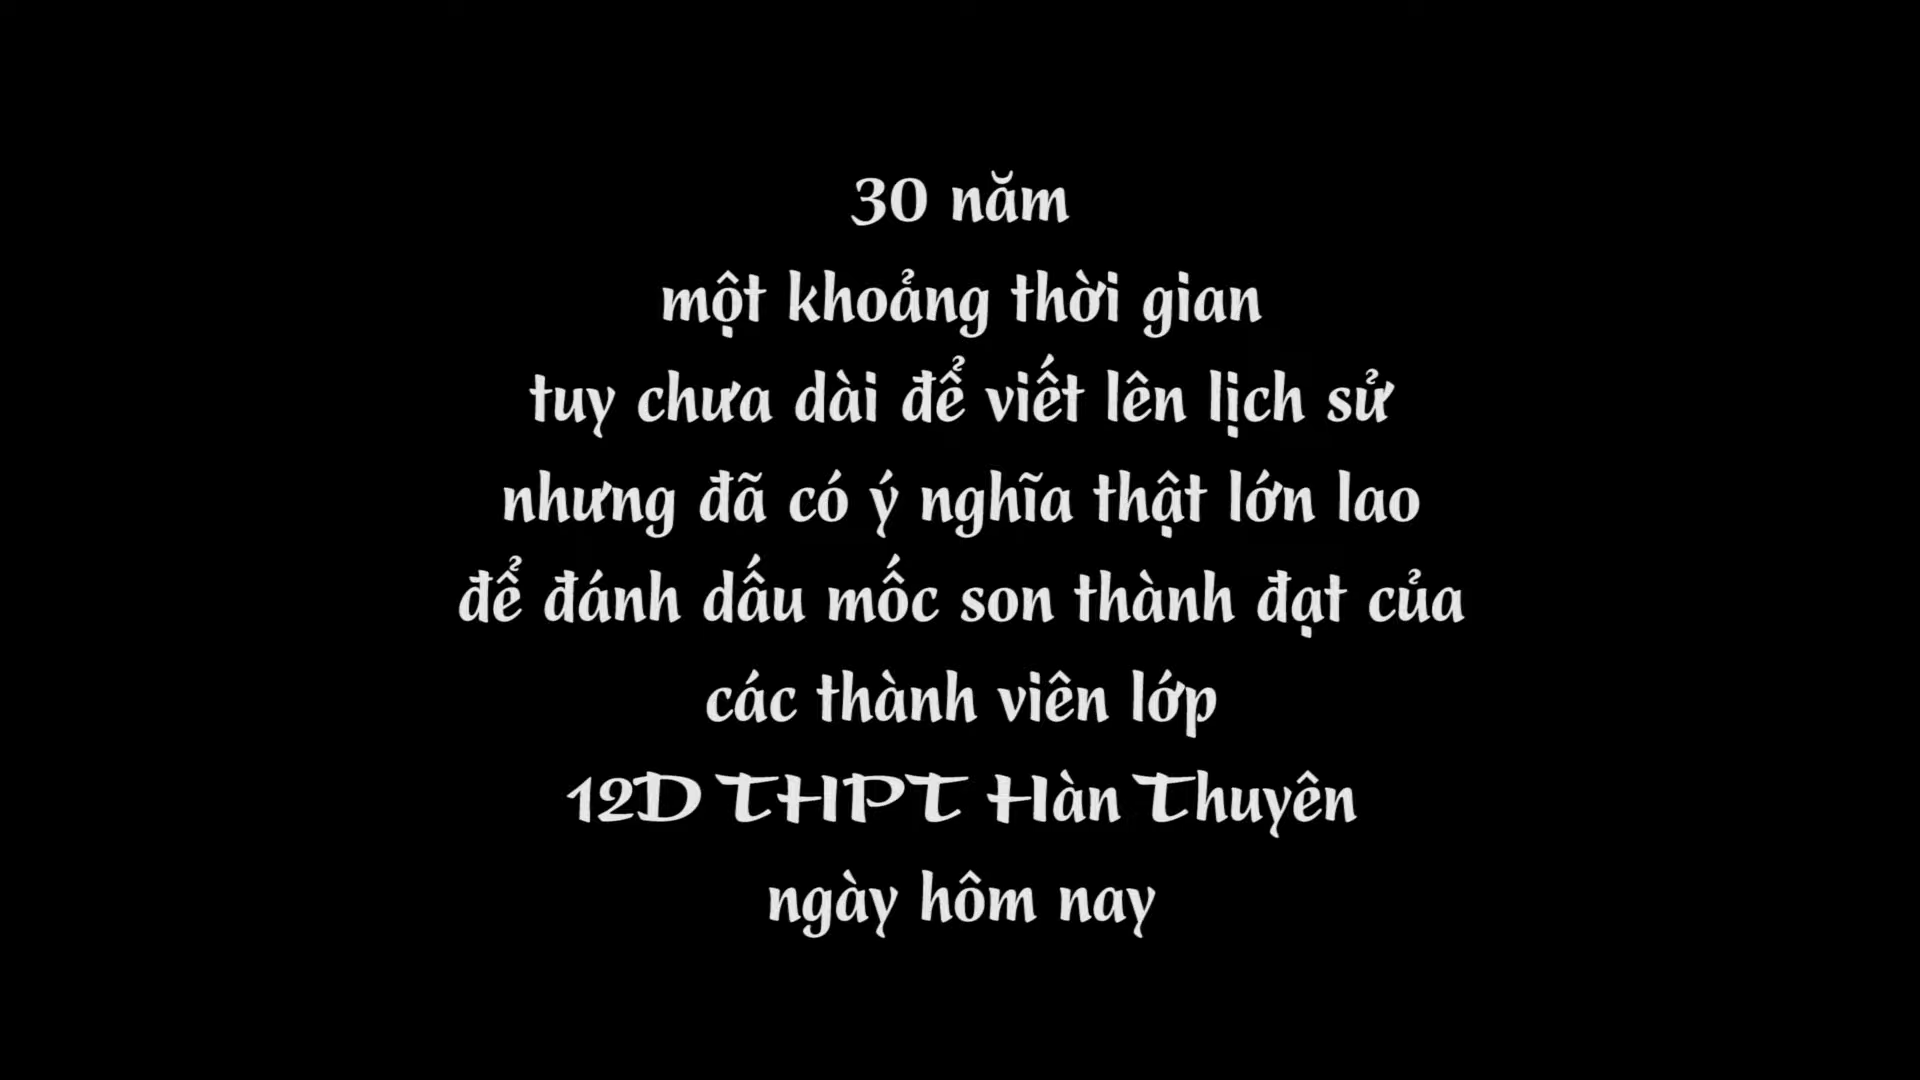 30 năm
một khoảng thời gian
tuy chưa dài để viết lên lịch sử
nhưng đã có ý nghĩa thật lớn lao
để đánh dấu mốc son thành đạt của
các thành viên lớp
12D THPT Hàn Thuyên
ngày hôm nay